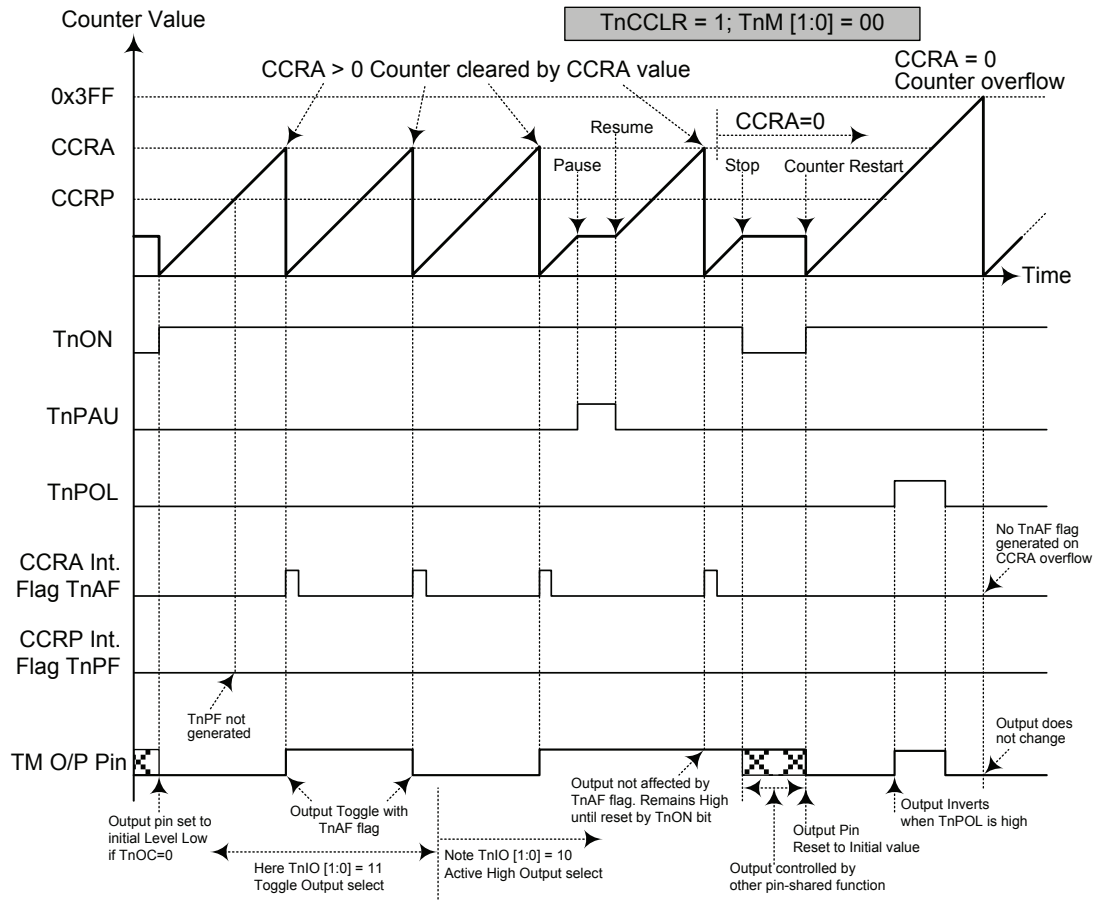 Counter Value
TnCCLR = 1; TnM [1:0] = 00
CCRA > 0 Counter cleared by CCRA value
CCRA = 0
Counter overflow
0x3FF
Resume
CCRA=0
CCRA
Pause
Stop
Counter Restart
CCRP
Time
TnON
TnPAU
TnPOL
No TnAF flag
generated on
CCRA overflow
CCRA Int.
Flag TnAF
CCRP Int.
Flag TnPF
TnPF not
generated
Output does
not change
TM O/P Pin
Output pin set to
initial Level Low
if TnOC=0
Output Toggle with
TnAF flag
Output not affected by
TnAF flag. Remains High
until reset by TnON bit
Output Inverts
when TnPOL is high
Output Pin
Reset to Initial value
Here TnIO [1:0] = 11
Toggle Output select
Note TnIO [1:0] = 10
Active High Output select
Output controlled by
other pin-shared function